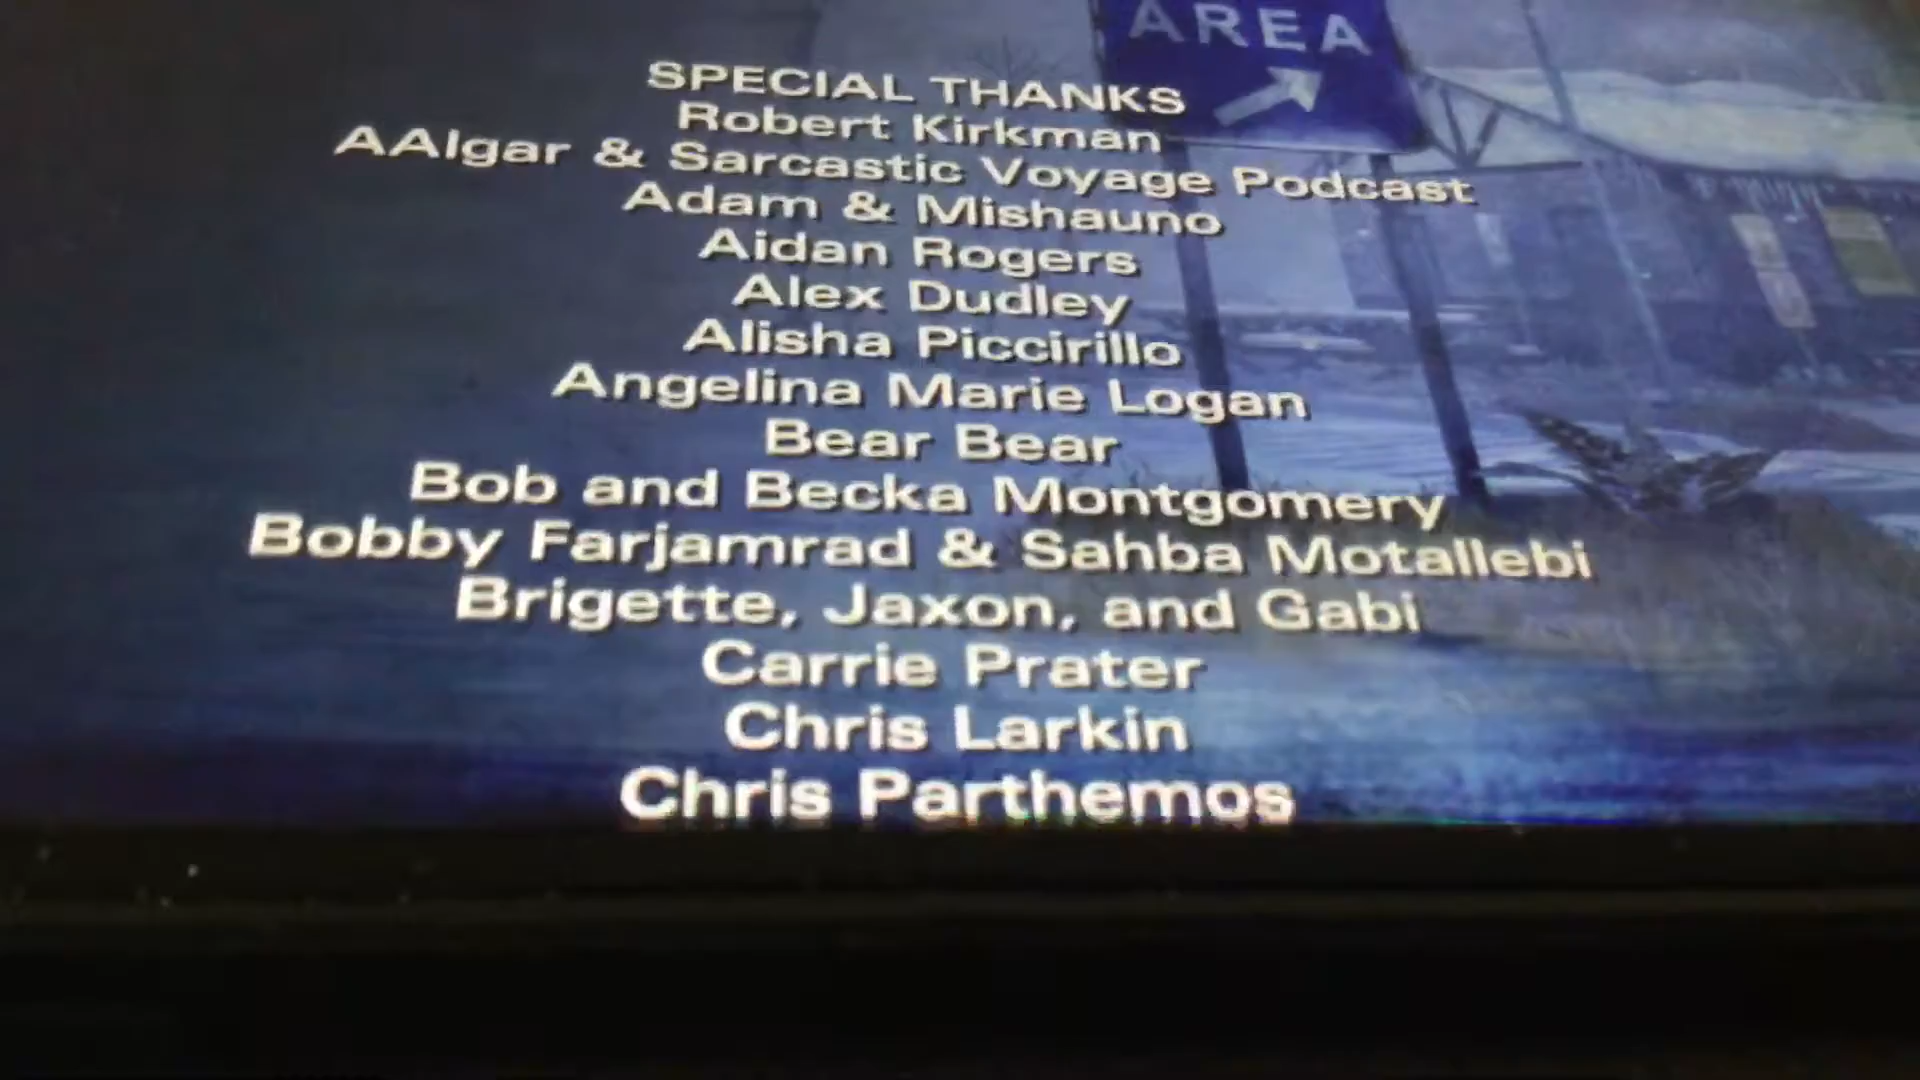 AREA
SPECIAL THANKS
Robert Kirkman
AAlgar & Sarcastic Voyage Podcast
Adam & Mishauno
Aidan Rogers
Alex Dudley
Alisha Piccirillo
Angelina Marie Logan
Bear Bear
Bob and Becka Montgomery
Bobby Farjamrad & Sahba Motallebi
Brigette, Jaxon, and Gabi
Carrie Prater
Chris Larkin
Chris Parthemos